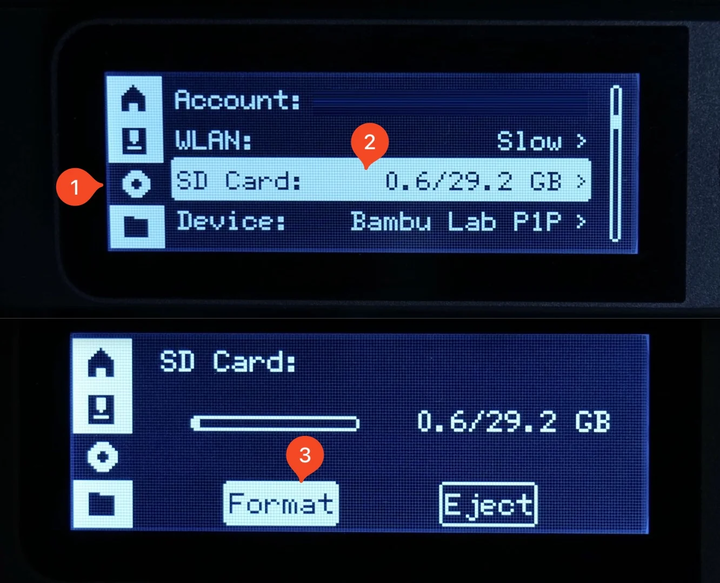 Account:
WLAN: Slow >
2
1
SD Card: 0.6/29.2 GB >
Device: Bambu Lab P1P >
SD Card:
0.6/29.2 GB
3
Format Eject